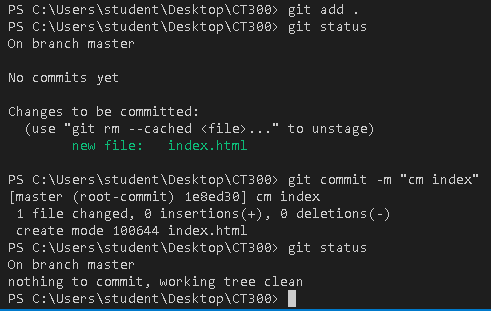 PS C:\Users\student\Desktop\CT300> git add .
PS C:\Users\student\Desktop\CT300> git status
On branch master
No commits yet
Changes to be committed:
(use "git rm --cached <file>..." to unstage)
new file:   index.html
PS C:\Users\student\Desktop\CT300> git commit -m "cm index"
[master (root-commit) 1e8ed30] cm index
1 file changed, 0 insertions(+), 0 deletions(-)
create mode 100644 index.html
PS C:\Users\student\Desktop\CT300> git status
On branch master
nothing to commit, working tree clean
PS C:\Users\student\Desktop\CT300>